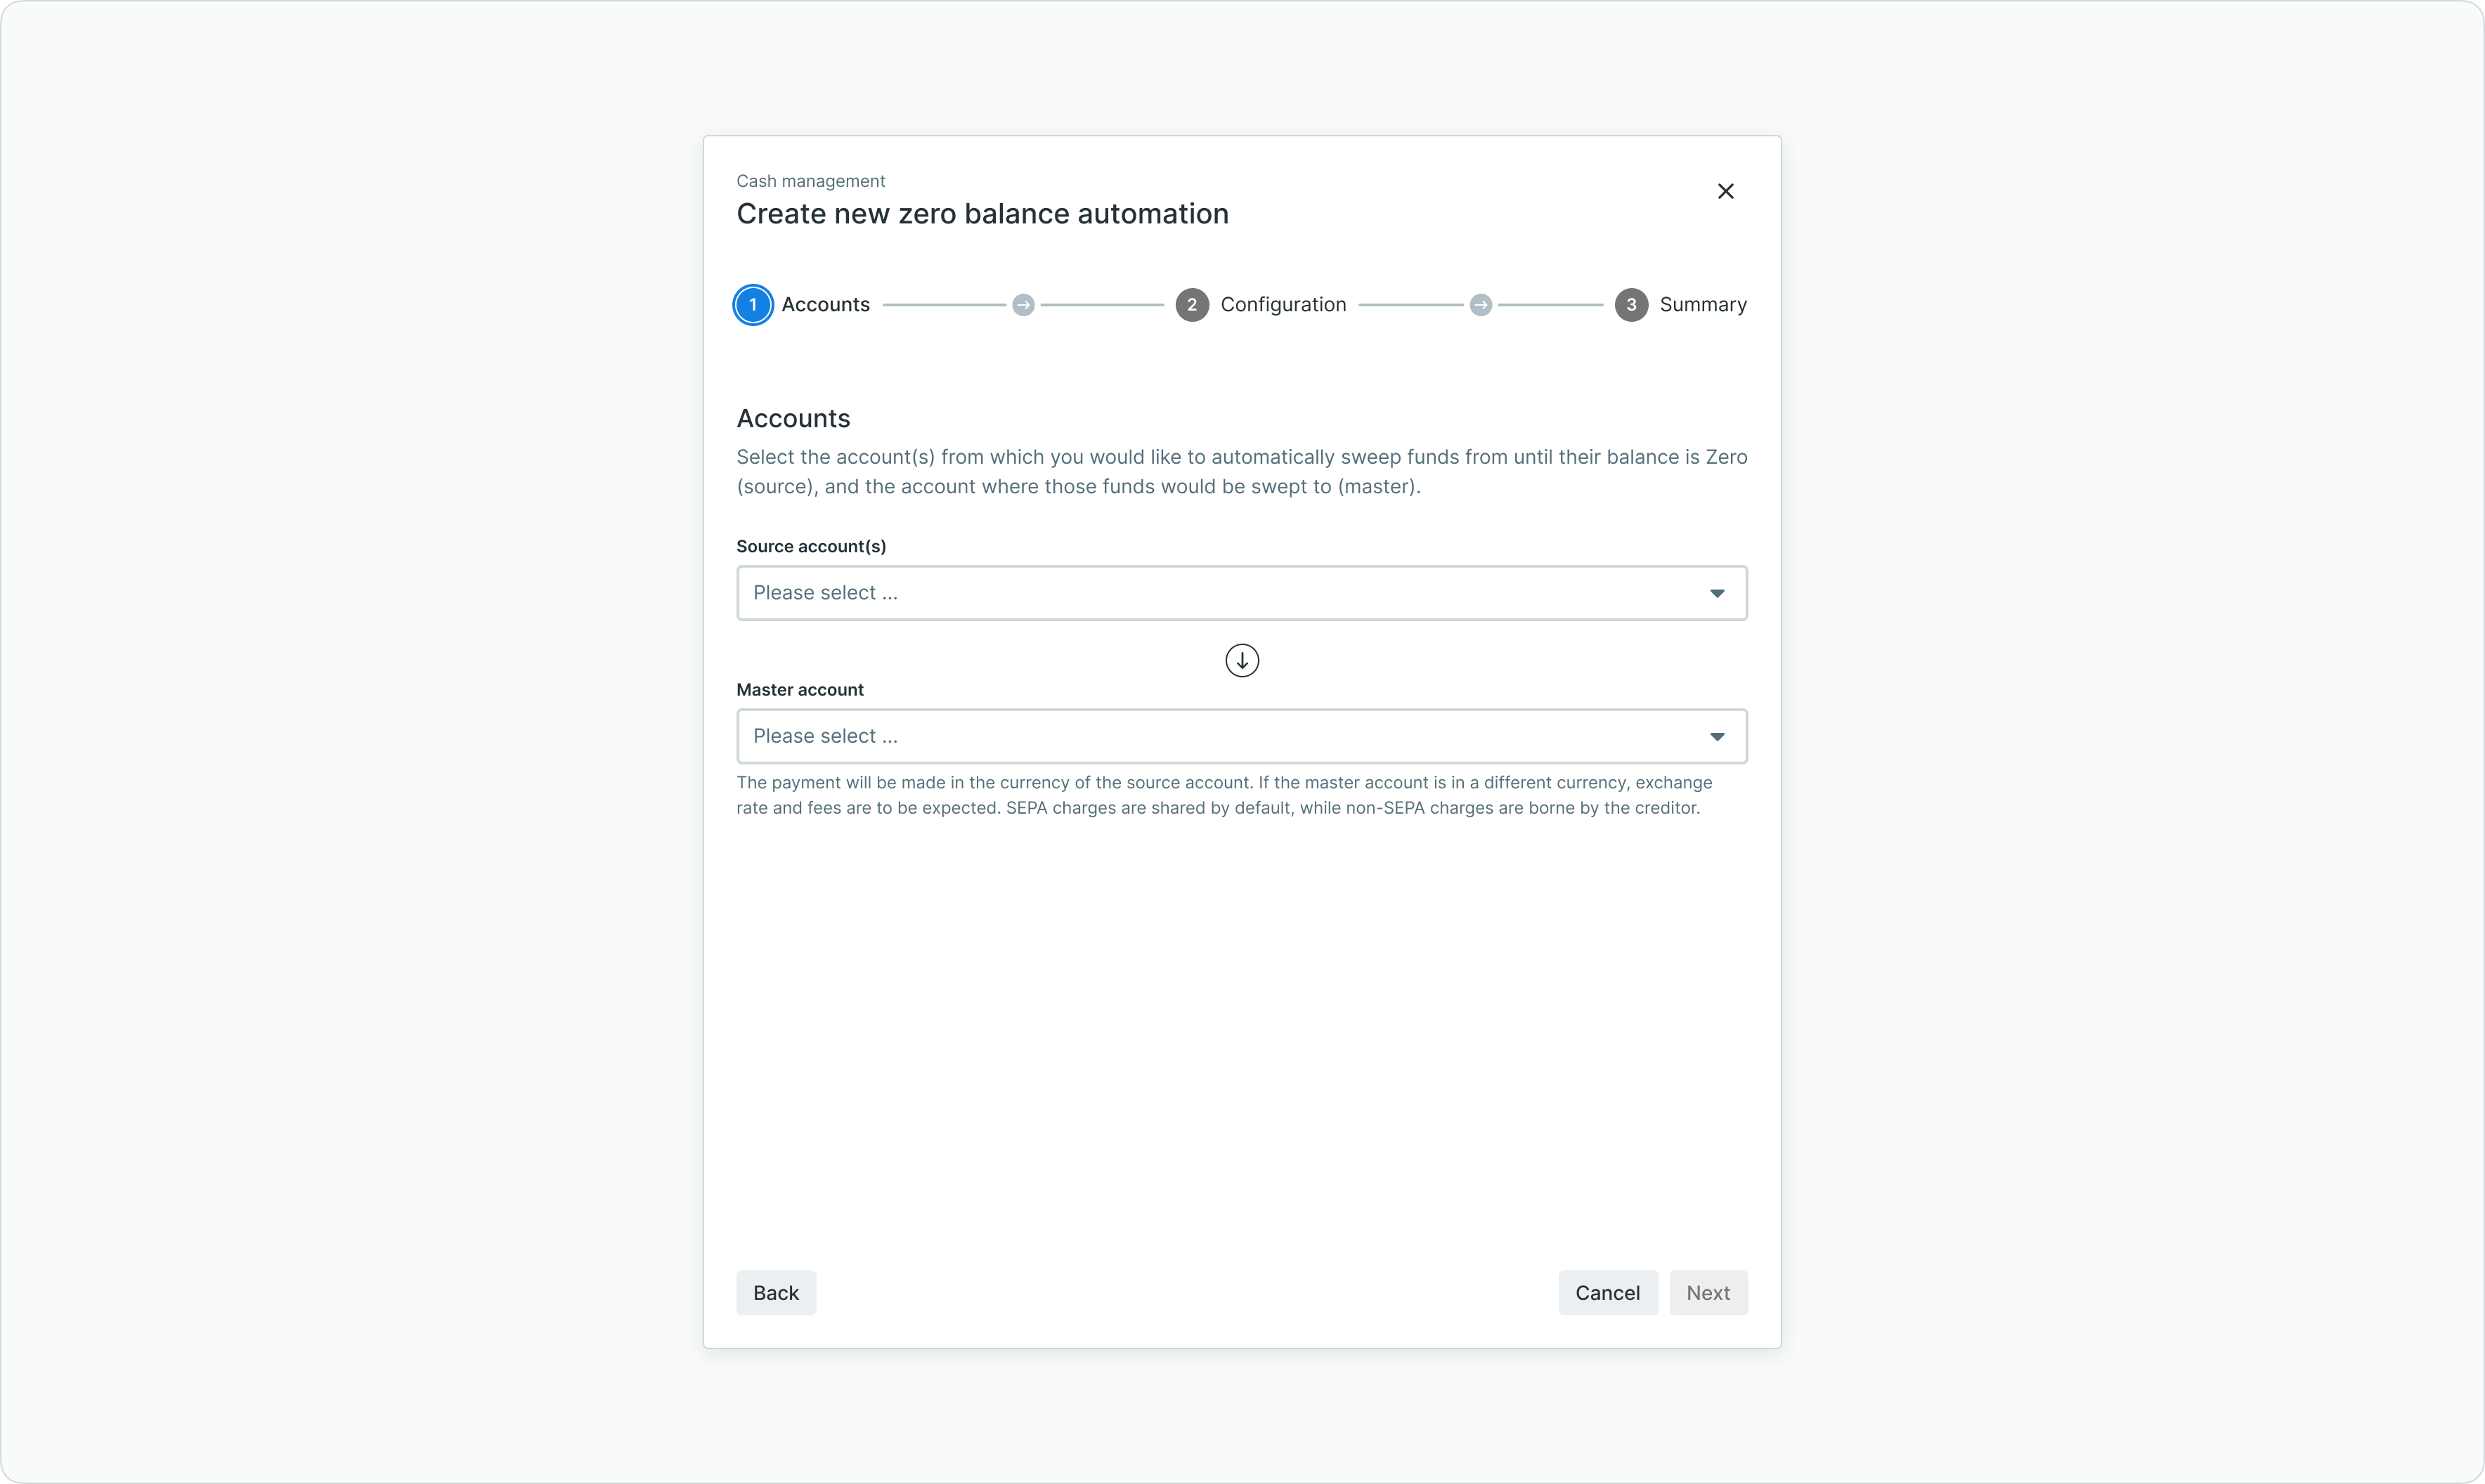 Cash management
Create new zero balance automation
1 Accounts 2 Configuration 3 Summary
Accounts
Select the account(s) from which you would like to automatically sweep funds from until their balance is Zero
(source), and the account where those funds would be swept to (master).
Source account(s)
Please select ...
Master account
Please select ...
The payment will be made in the currency of the source account. If the master account is in a different currency, exchange
rate and fees are to be expected. SEPA charges are shared by default, while non-SEPA charges are borne by the creditor.
Back Cancel Next